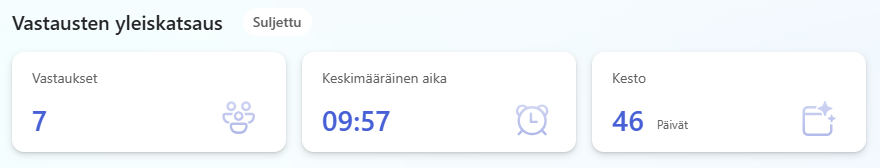 Vastausten yleiskatsaus Suljettu
Vastaukset
7
Keskimääräinen aika
09:57
Kesto
46 Päivät